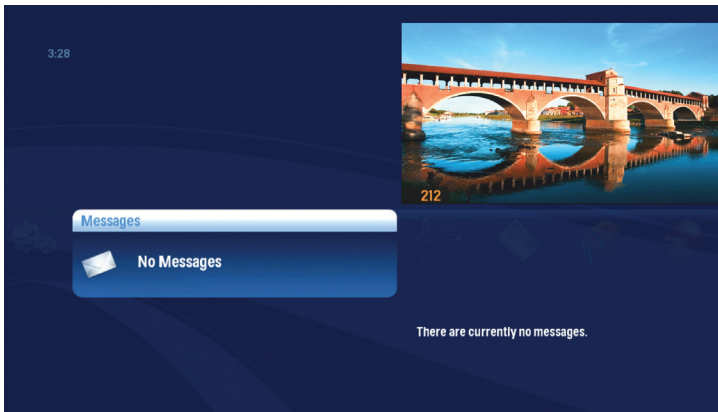 3:28
212
Messages
No Messages
There are currently no messages.